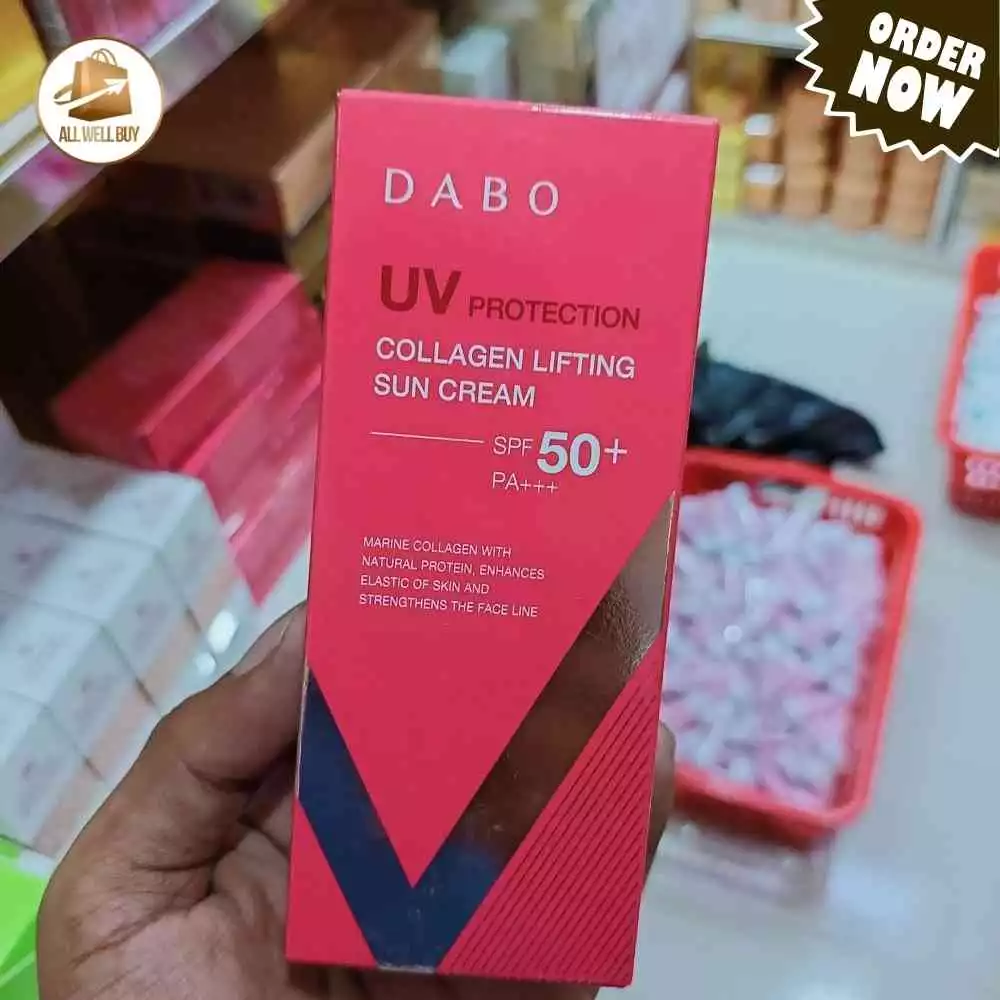 ALL WELL BUY
ORDER
NOW
DABO
UV PROTECTION
COLLAGEN LIFTING
SUN CREAM
SPF 50+
PA+++
MARINE COLLAGEN WITH
NATURAL PROTEIN, ENHANCES
ELASTIC OF SKIN AND
STRENGTHENS THE FACE LINE